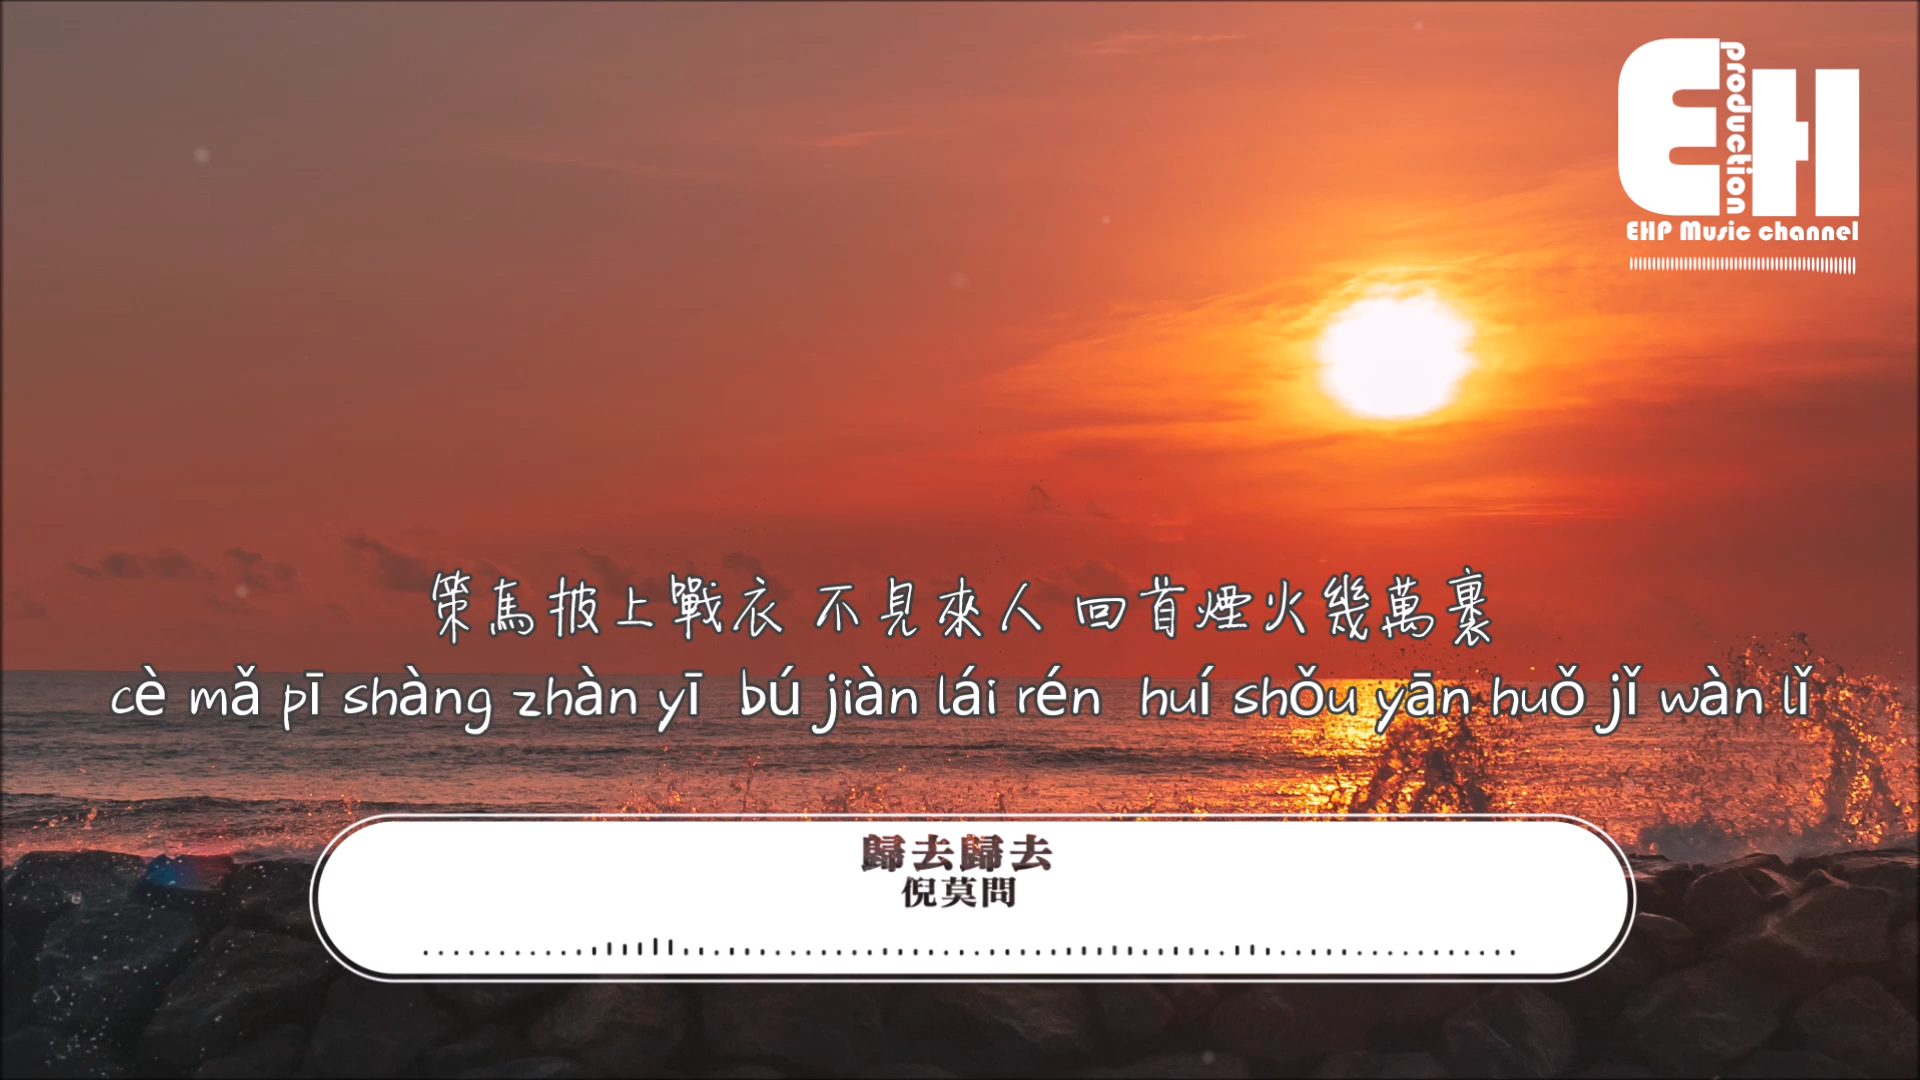 production
EH
EHP Music channel
策馬披上戰衣 不見來人 回首煙火幾萬裏
cè mǎ pī shàng zhàn yī bú jiàn lái rén huí shǒu yān huǒ jǐ wàn lǐ
歸去歸去
倪莫問